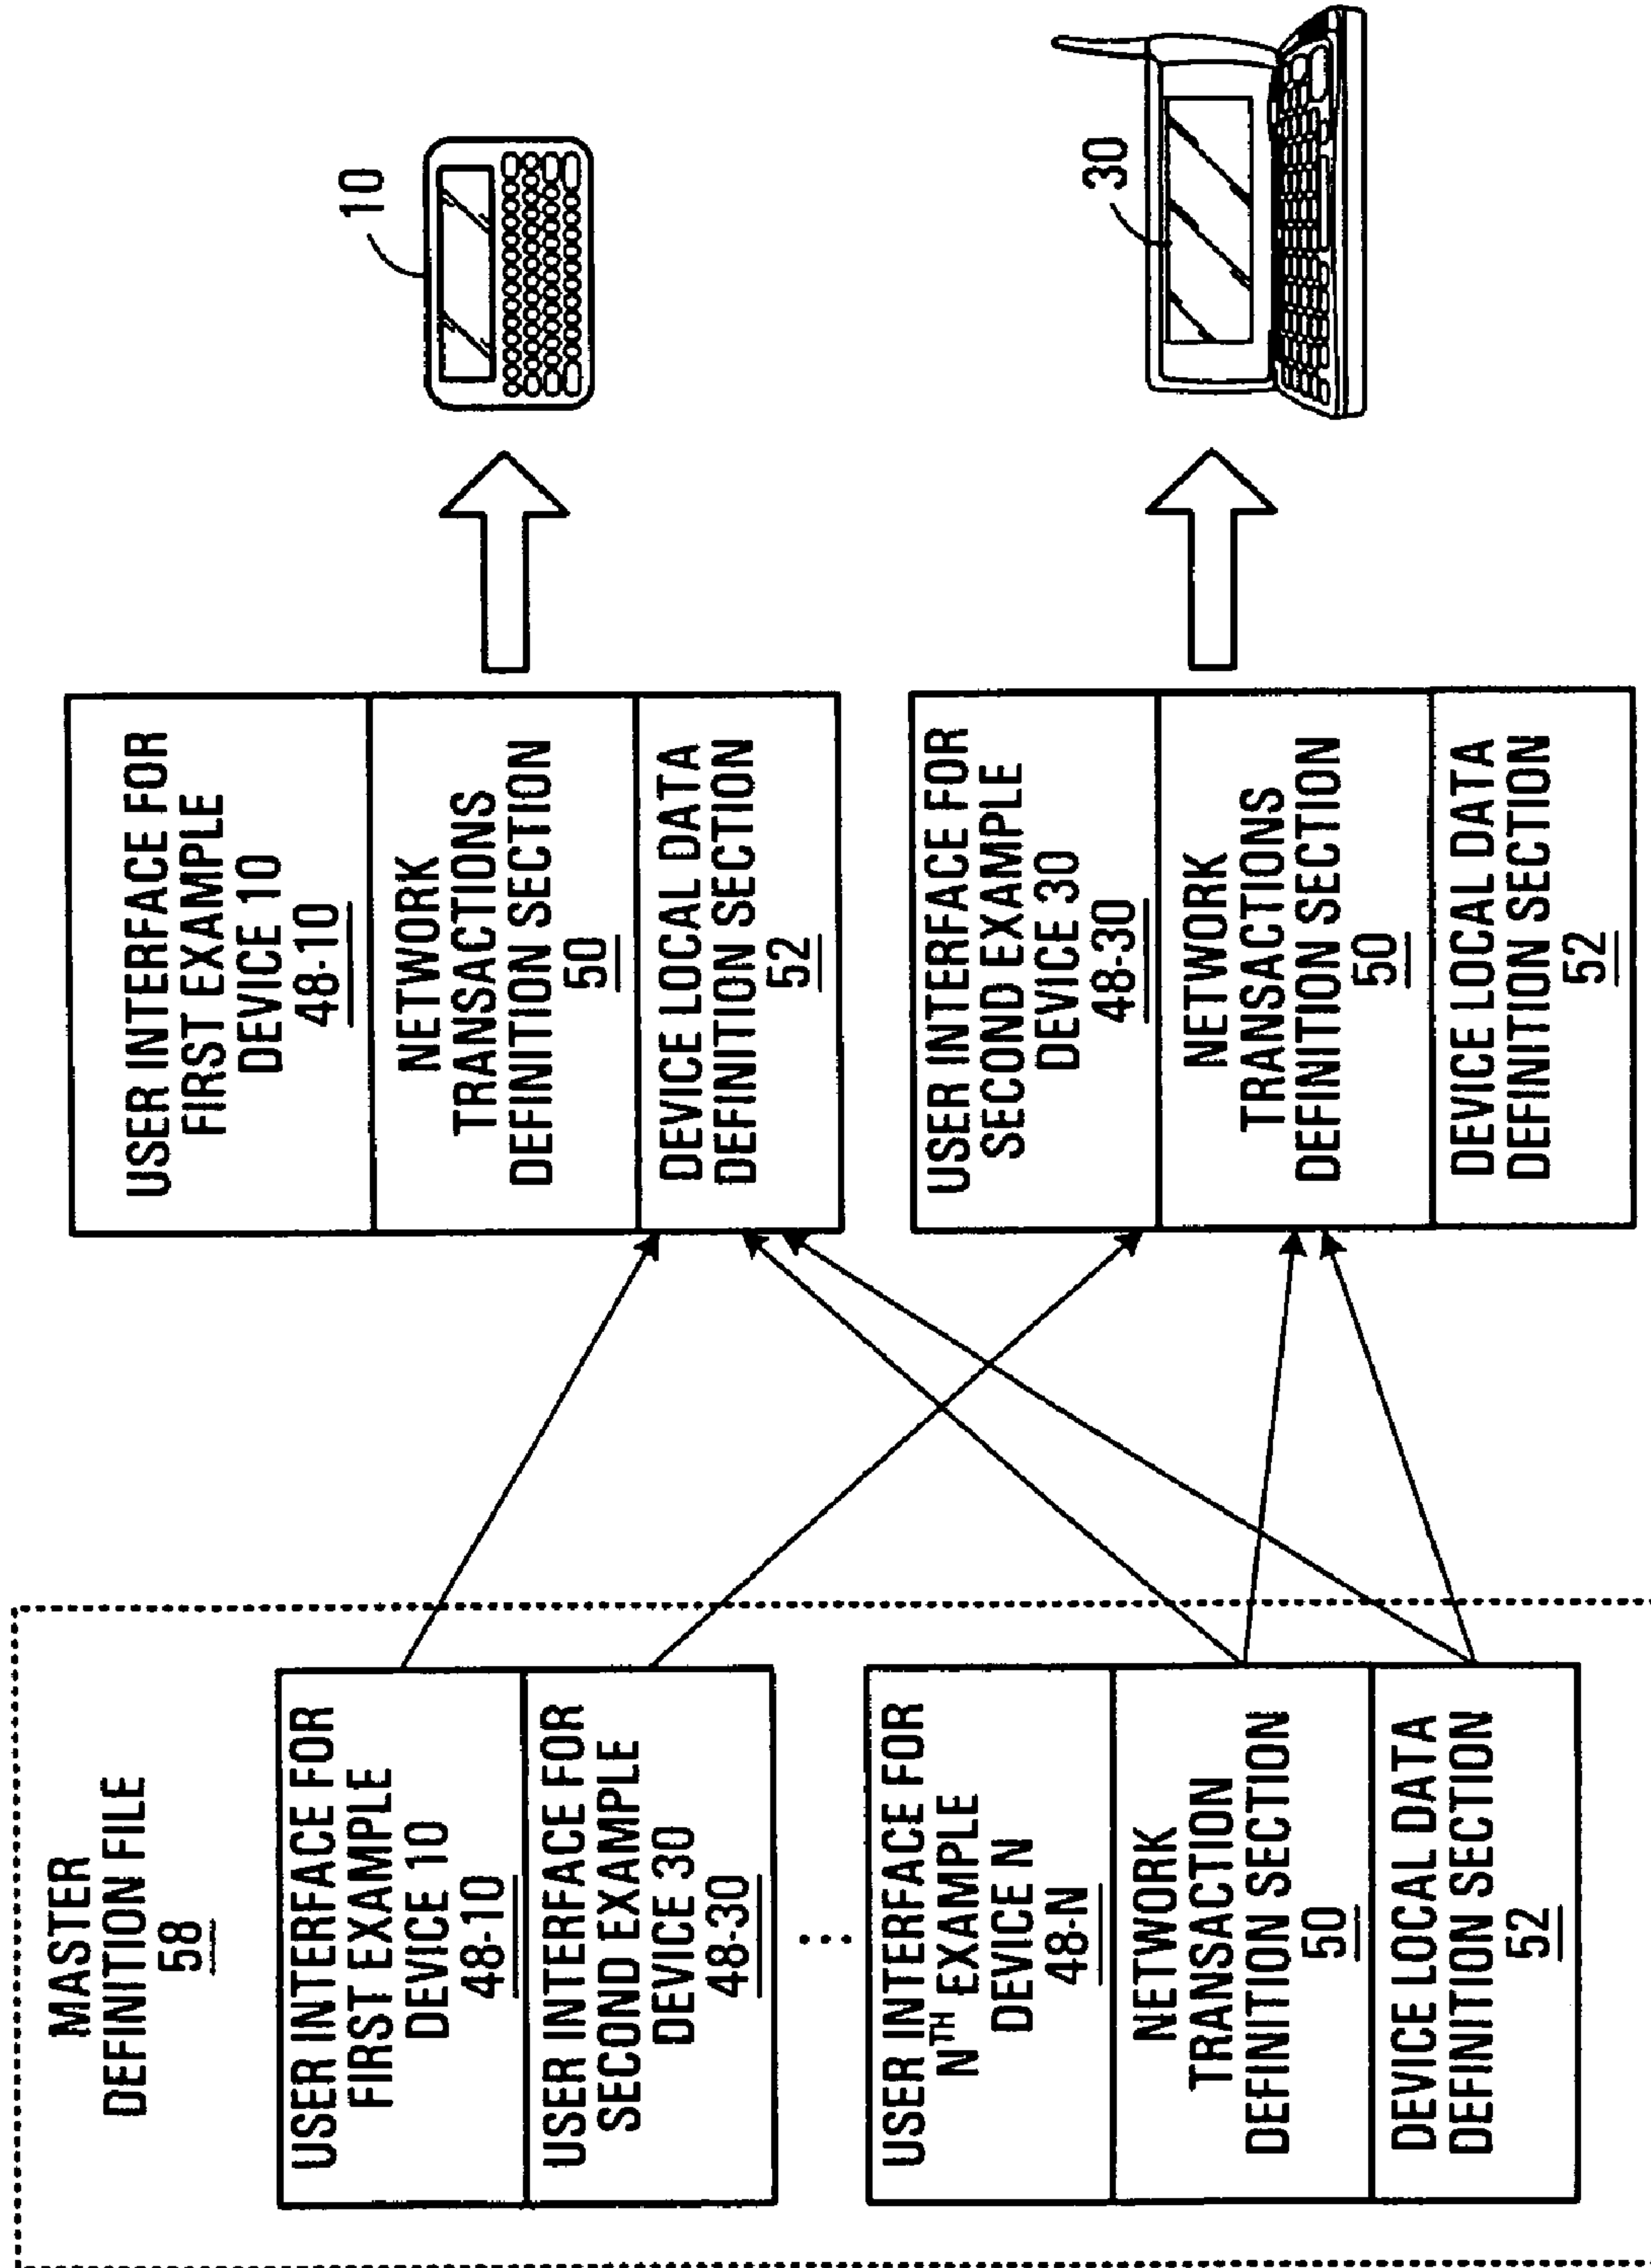 MASTER
DEFINITION FILE
58
USER INTERFACE FOR
FIRST EXAMPLE
DEVICE 10
48-10
USER INTERFACE FOR
SECOND EXAMPLE
DEVICE 30
48-30
USER INTERFACE FOR
NTH EXAMPLE
DEVICE N
48-N
NETWORK
TRANSACTION
DEFINITION SECTION
50
DEVICE LOCAL DATA
DEFINITION SECTION
52
USER INTERFACE FOR
FIRST EXAMPLE
DEVICE 10
48-10
NETWORK
TRANSACTIONS
DEFINITION SECTION
50
DEVICE LOCAL DATA
DEFINITION SECTION
52
USER INTERFACE FOR
SECOND EXAMPLE
DEVICE 30
48-30
NETWORK
TRANSACTIONS
DEFINITION SECTION
50
DEVICE LOCAL DATA
DEFINITION SECTION
52
10
30